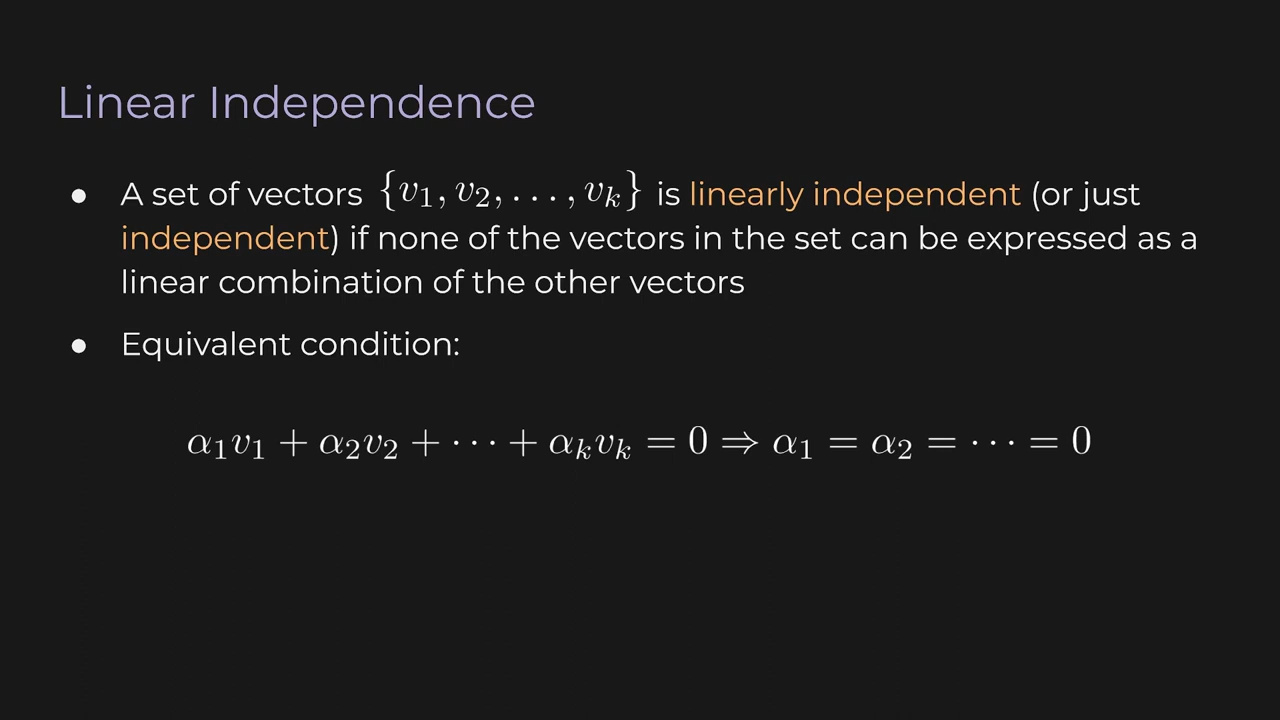 Linear Independence
● A set of vectors {v₁, v₂, . . . , vₖ} is linearly independent (or just
independent) if none of the vectors in the set can be expressed as a
linear combination of the other vectors
● Equivalent condition:
α₁v₁ + α₂v₂ + · · · + αₖvₖ = 0 ⇒ α₁ = α₂ = · · · = 0